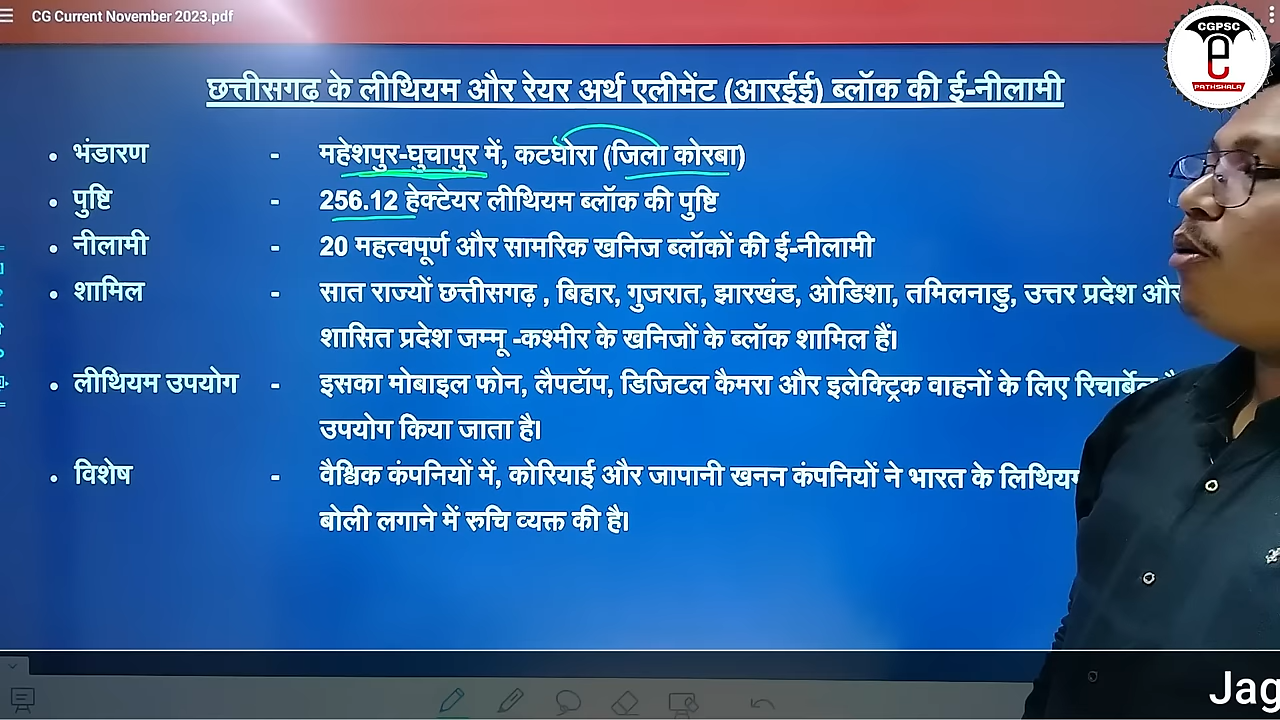 CG Current November 2023.pdf
CGPSC
e
PATHSHALA
छत्तीसगढ़ के लीथियम और रेयर अर्थ एलीमेंट (आरईई) ब्लॉक की ई-नीलामी
• भंडारण - महेशपुर-घुचापुर में, कटघोरा (जिला कोरबा)
• पुष्टि - 256.12 हेक्टेयर लीथियम ब्लॉक की पुष्टि
• नीलामी - 20 महत्वपूर्ण और सामरिक खनिज ब्लॉकों की ई-नीलामी
• शामिल - सात राज्यों छत्तीसगढ़ , बिहार, गुजरात, झारखंड, ओडिशा, तमिलनाडु, उत्तर प्रदेश और
शासित प्रदेश जम्मू -कश्मीर के खनिजों के ब्लॉक शामिल हैं।
• लीथियम उपयोग - इसका मोबाइल फोन, लैपटॉप, डिजिटल कैमरा और इलेक्ट्रिक वाहनों के लिए
उपयोग किया जाता है।
• विशेष - वैश्विक कंपनियों में, कोरियाई और जापानी खनन कंपनियों ने भारत के
बोली लगाने में रुचि व्यक्त की है।
Jag